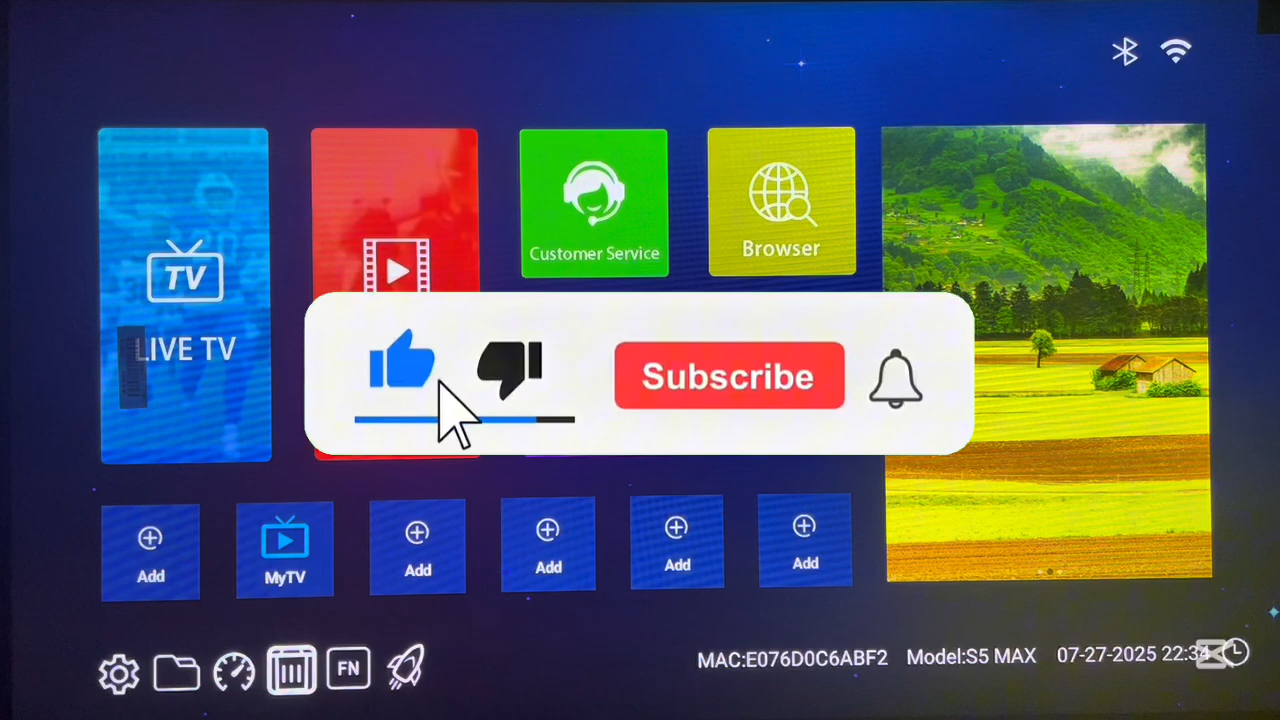 TV
LIVE TV
Customer Service
Browser
Subscribe
Add
MyTV
Add
Add
Add
Add
FN
MAC:E076D0C6ABF2 Model:S5 MAX 07-27-2025 22:34